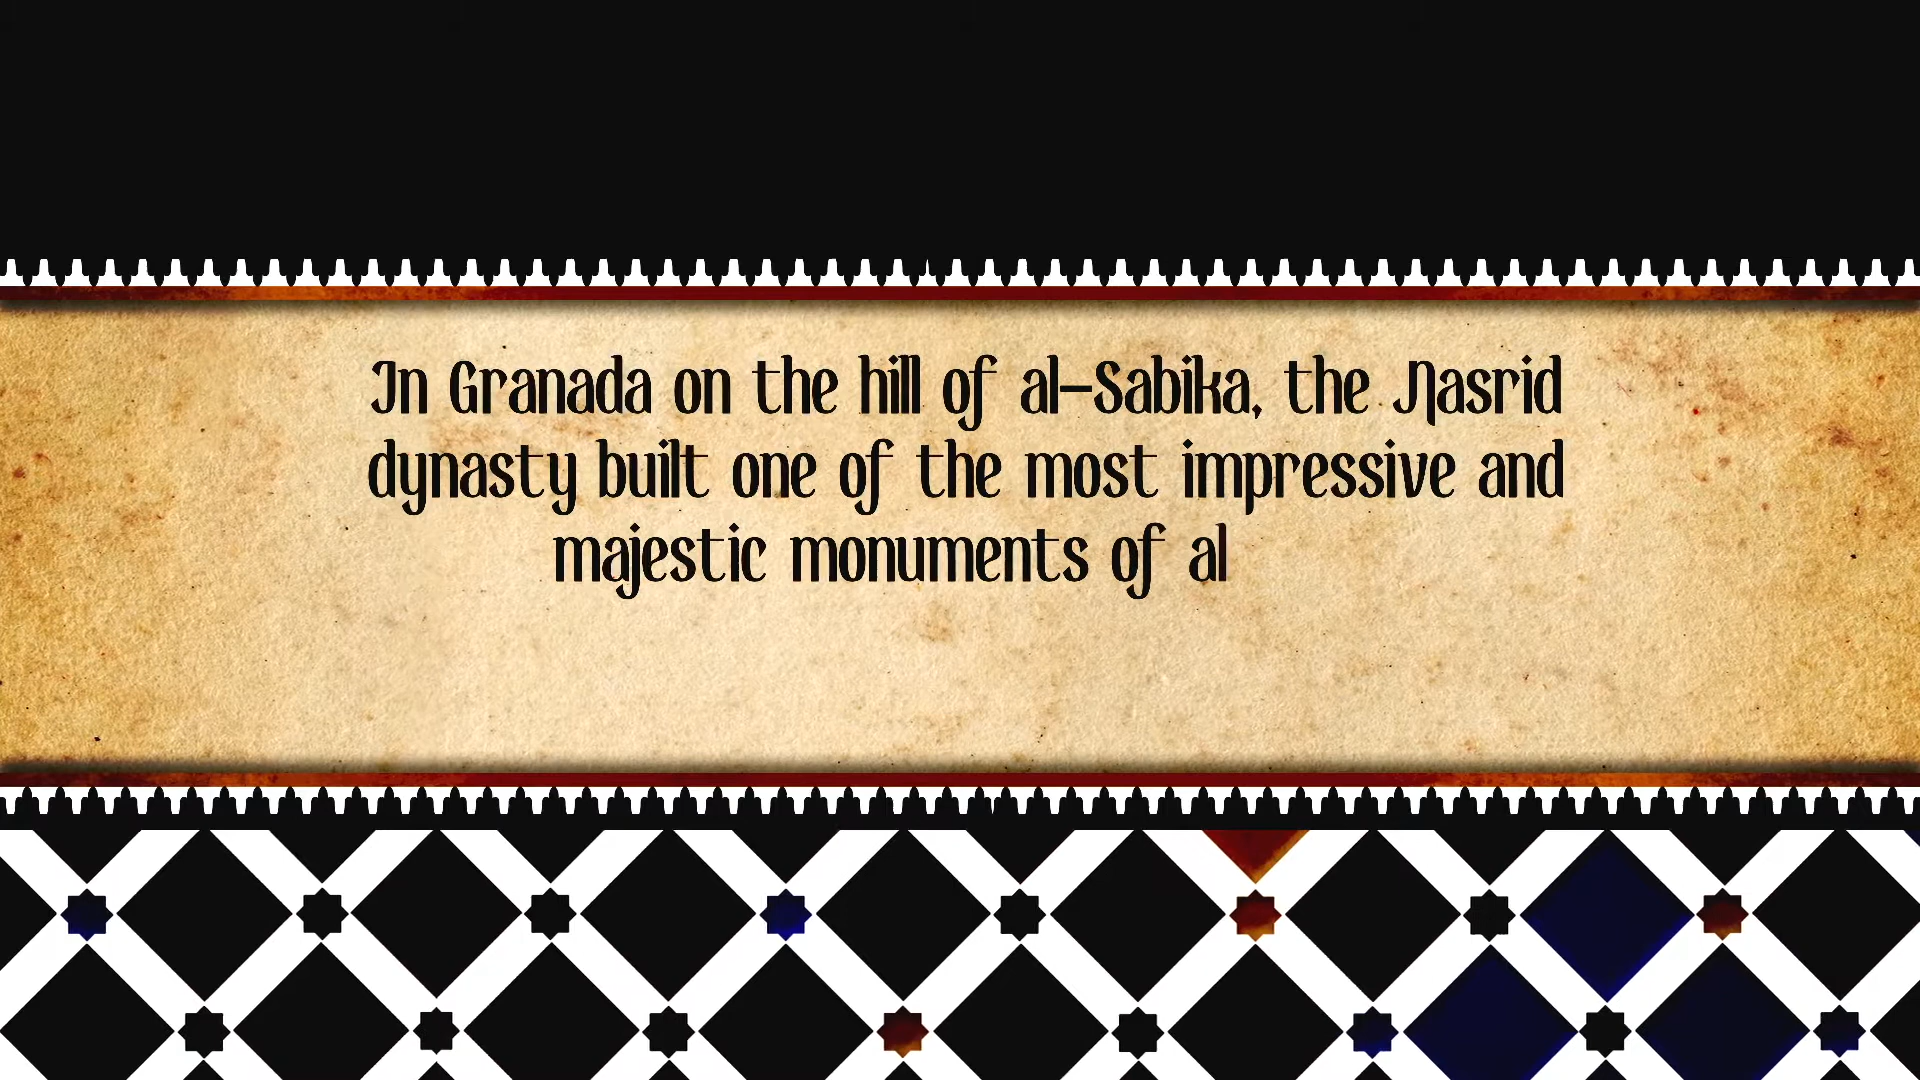 In Granada on the hill of al-Sabika, the Nasrid
dynasty built one of the most impressive and
majestic monuments of al